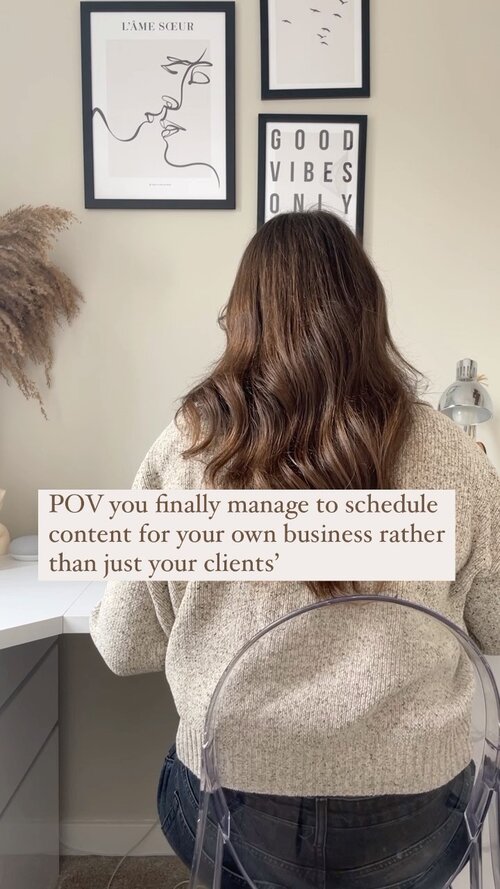 L'ÂME SŒUR
GOOD
VIBES
ONLY
POV you finally manage to schedule
content for your own business rather
than just your clients’